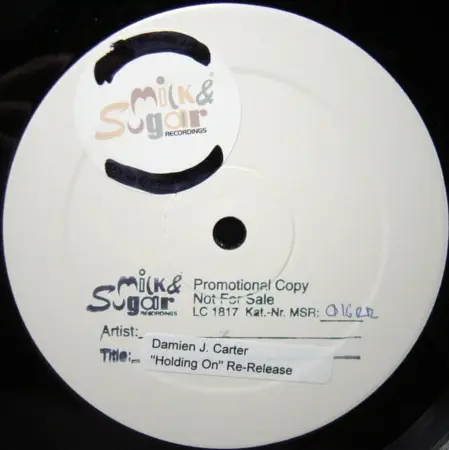 Milk &
Sugar
RECORDINGS
Milk &
Sugar
RECORDINGS
Promotional Copy
Not For Sale
LC 1817 Kat.-Nr. MSR: 016RR
Artist:
Title:
Damien J. Carter
"Holding On" Re-Release